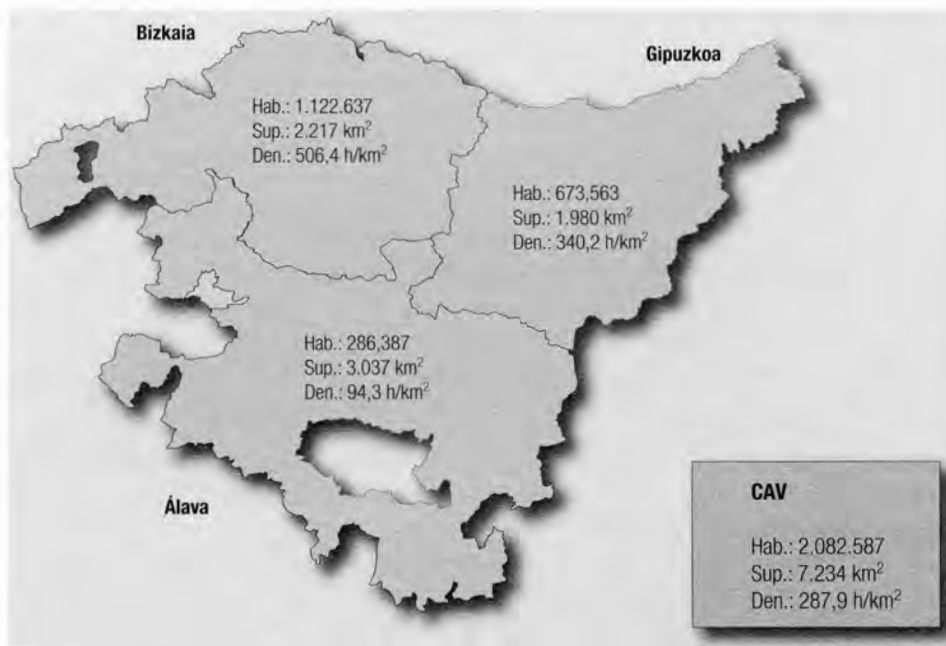 Bizkaia
Gipuzkoa
Hab.: 1.122.637
Sup.: 2.217 km²
Den.: 506,4 h/km²
Hab.: 673,563
Sup.: 1.980 km²
Den.: 340,2 h/km²
Hab.: 286,387
Sup.: 3.037 km²
Den.: 94,3 h/km²
Álava
CAV
Hab.: 2,082.587
Sup.: 7.234 km²
Den.: 287,9 h/km²